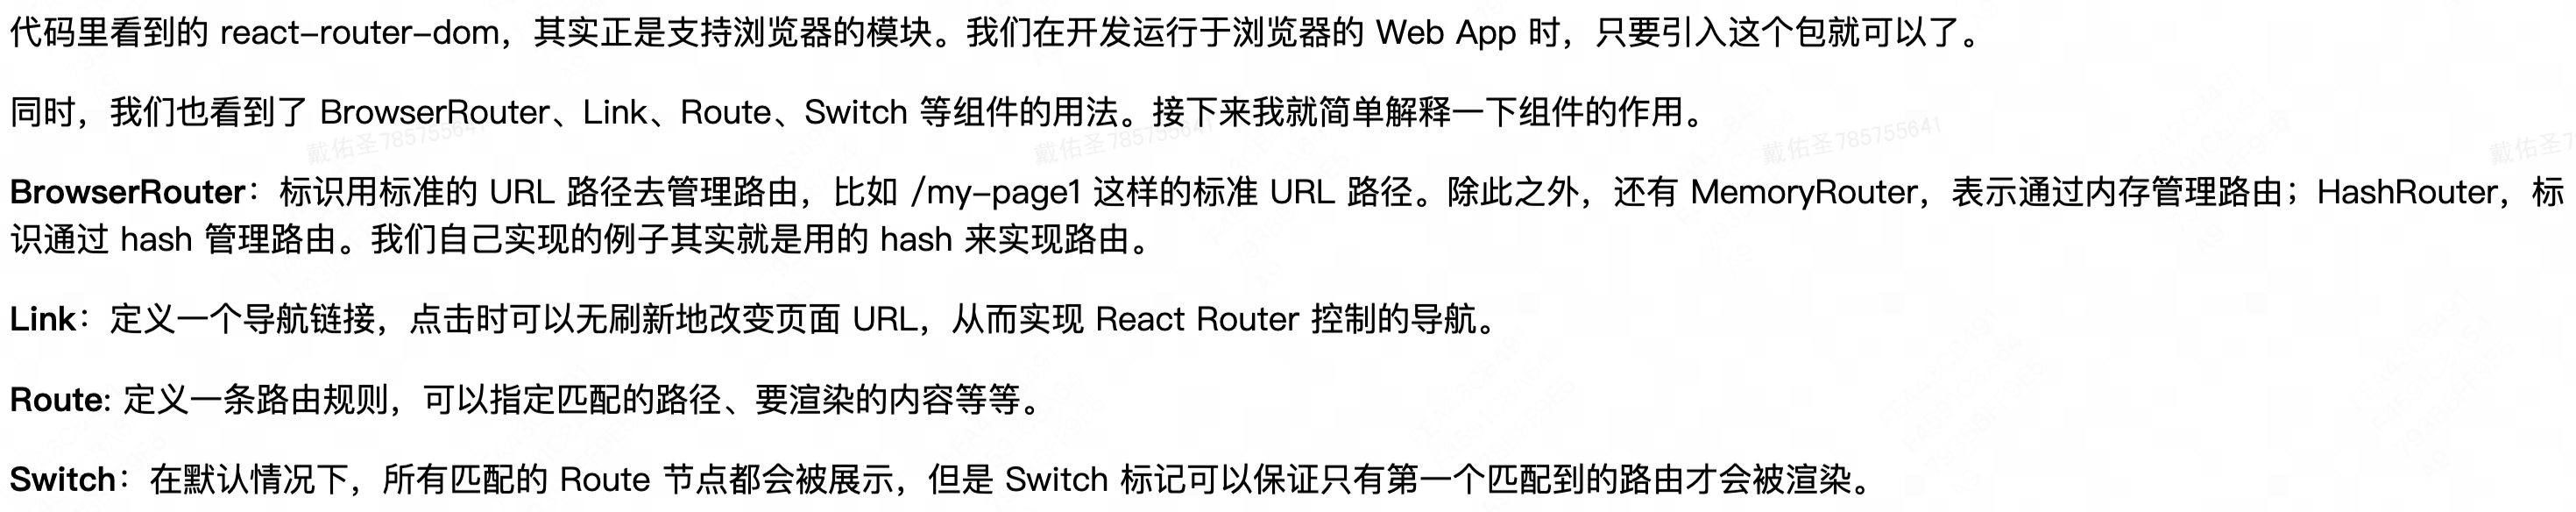 代码里看到的 react-router-dom，其实正是支持浏览器的模块。我们在开发运行于浏览器的 Web App 时，只要引入这个包就可以了。
同时，我们也看到了 BrowserRouter、Link、Route、Switch 等组件的用法。接下来我就简单解释一下组件的作用。
戴佑圣785755641 戴佑圣785755641 戴佑圣785755641 戴佑圣7
BrowserRouter：标识用标准的 URL 路径去管理路由，比如 /my-page1 这样的标准 URL 路径。除此之外，还有 MemoryRouter，表示通过内存管理路由；HashRouter，标
识通过 hash 管理路由。我们自己实现的例子其实就是用的 hash 来实现路由。
Link：定义一个导航链接，点击时可以无刷新地改变页面 URL，从而实现 React Router 控制的导航。
Route: 定义一条路由规则，可以指定匹配的路径、要渲染的内容等等。
Switch：在默认情况下，所有匹配的 Route 节点都会被展示，但是 Switch 标记可以保证只有第一个匹配到的路由才会被渲染。